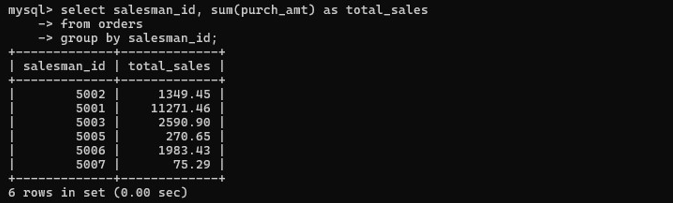 mysql> select salesman_id, sum(purch_amt) as total_sales
    -> from orders
    -> group by salesman_id;
+-------------+-------------+
| salesman_id | total_sales |
+-------------+-------------+
|        5002 |     1349.45 |
|        5001 |    11271.46 |
|        5003 |     2590.90 |
|        5005 |      270.65 |
|        5006 |     1983.43 |
|        5007 |       75.29 |
+-------------+-------------+
6 rows in set (0.00 sec)